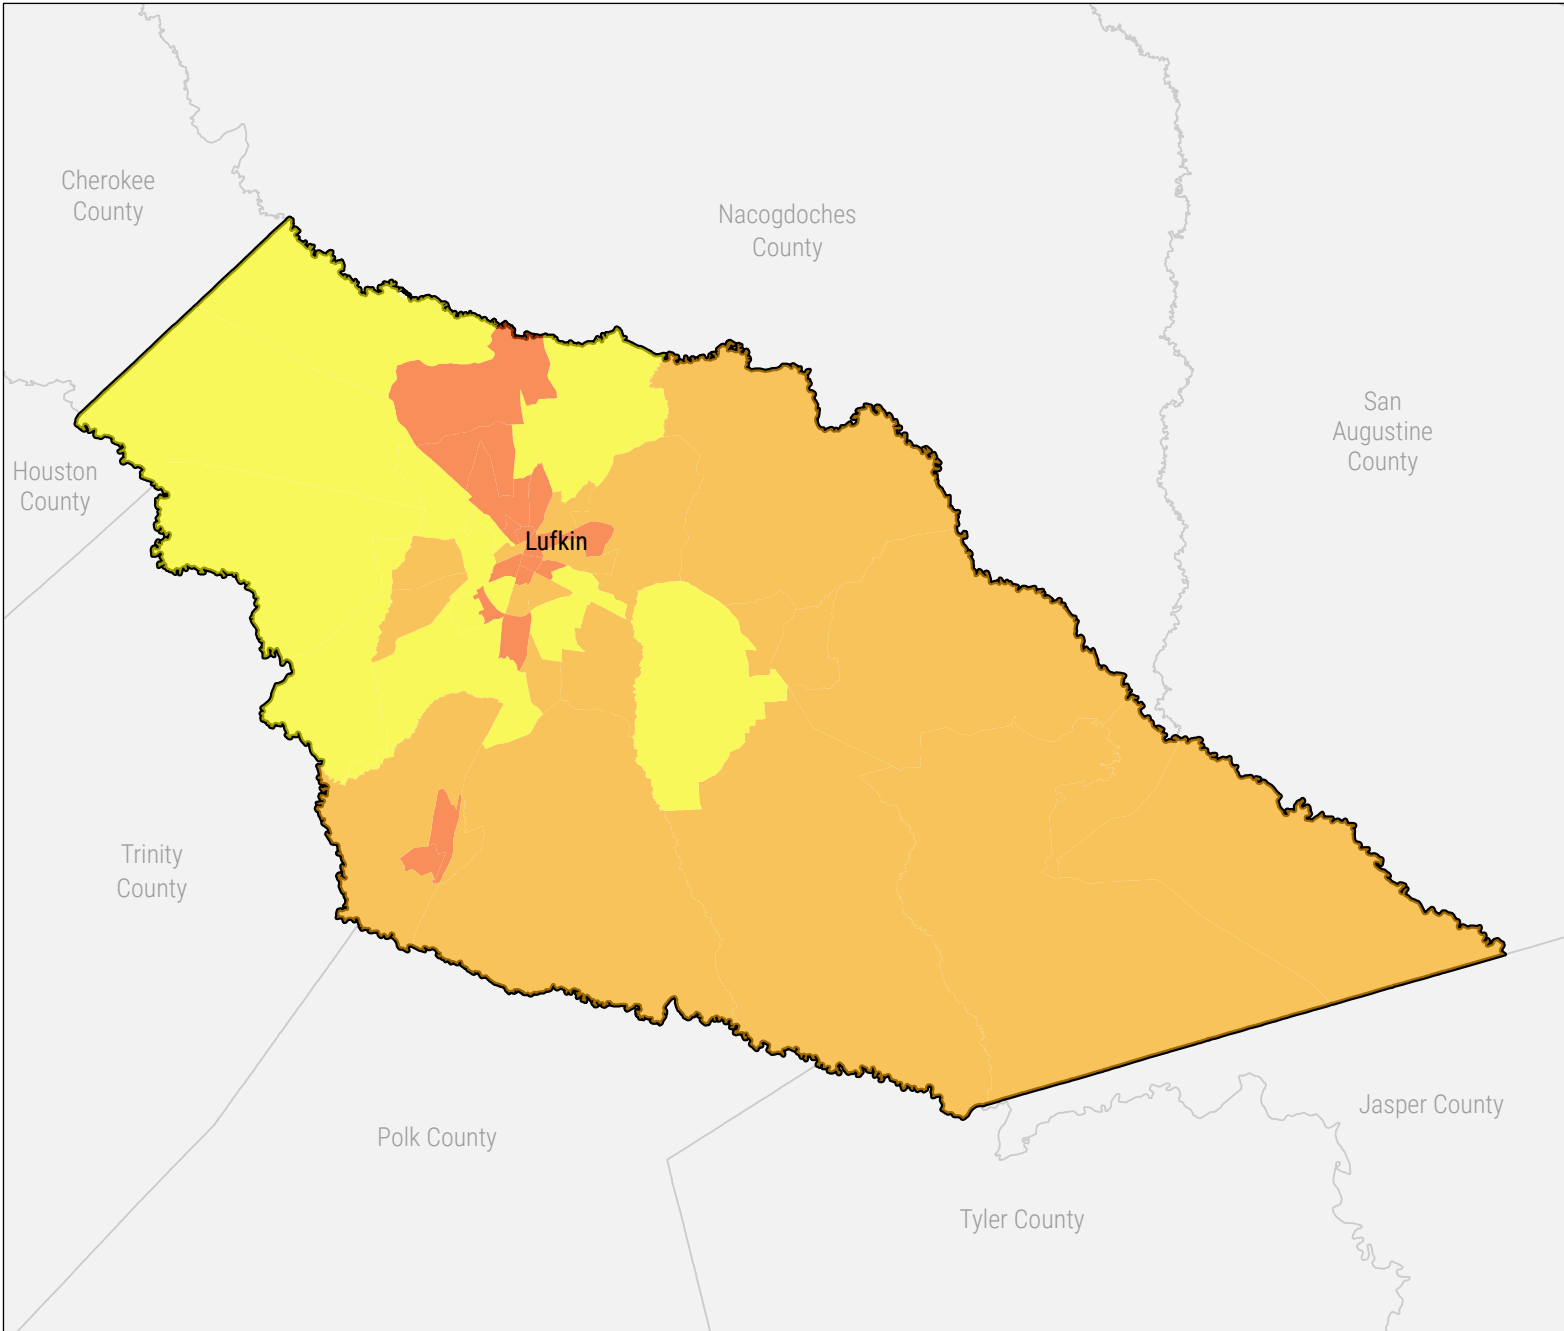 Cherokee
County
Nacogdoches
County
San
Augustine
County
Houston
County
Lufkin
Trinity
County
Jasper County
Polk County
Tyler County